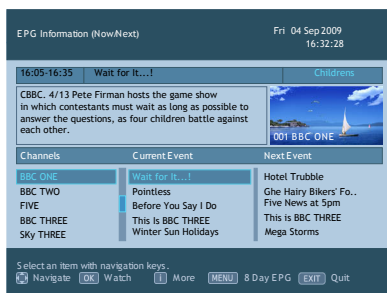 EPG Information (Now/Next)
Fri 04 Sep 2009
16:32:28
16:05-16:35 Wait for It...! Childrens
CBBC. 4/13 Pete Firman hosts the game show
in which contestants must wait as long as possible to
answer the questions, as four children battle against
each other.
001 BBC ONE
Channels Current Event Next Event
BBC ONE Wait for It...! Hotel Trubble
BBC TWO Pointless Ghe Hairy Bikers' Fo..
FIVE Before You Say I Do Five News at 5pm
BBC THREE This Is BBC THREE This is BBC THREE
SKy THREE Winter Sun Holidays Mega Storms
Select an item with navigation keys.
Navigate OK Watch i More MENU 8 Day EPG EXIT Quit